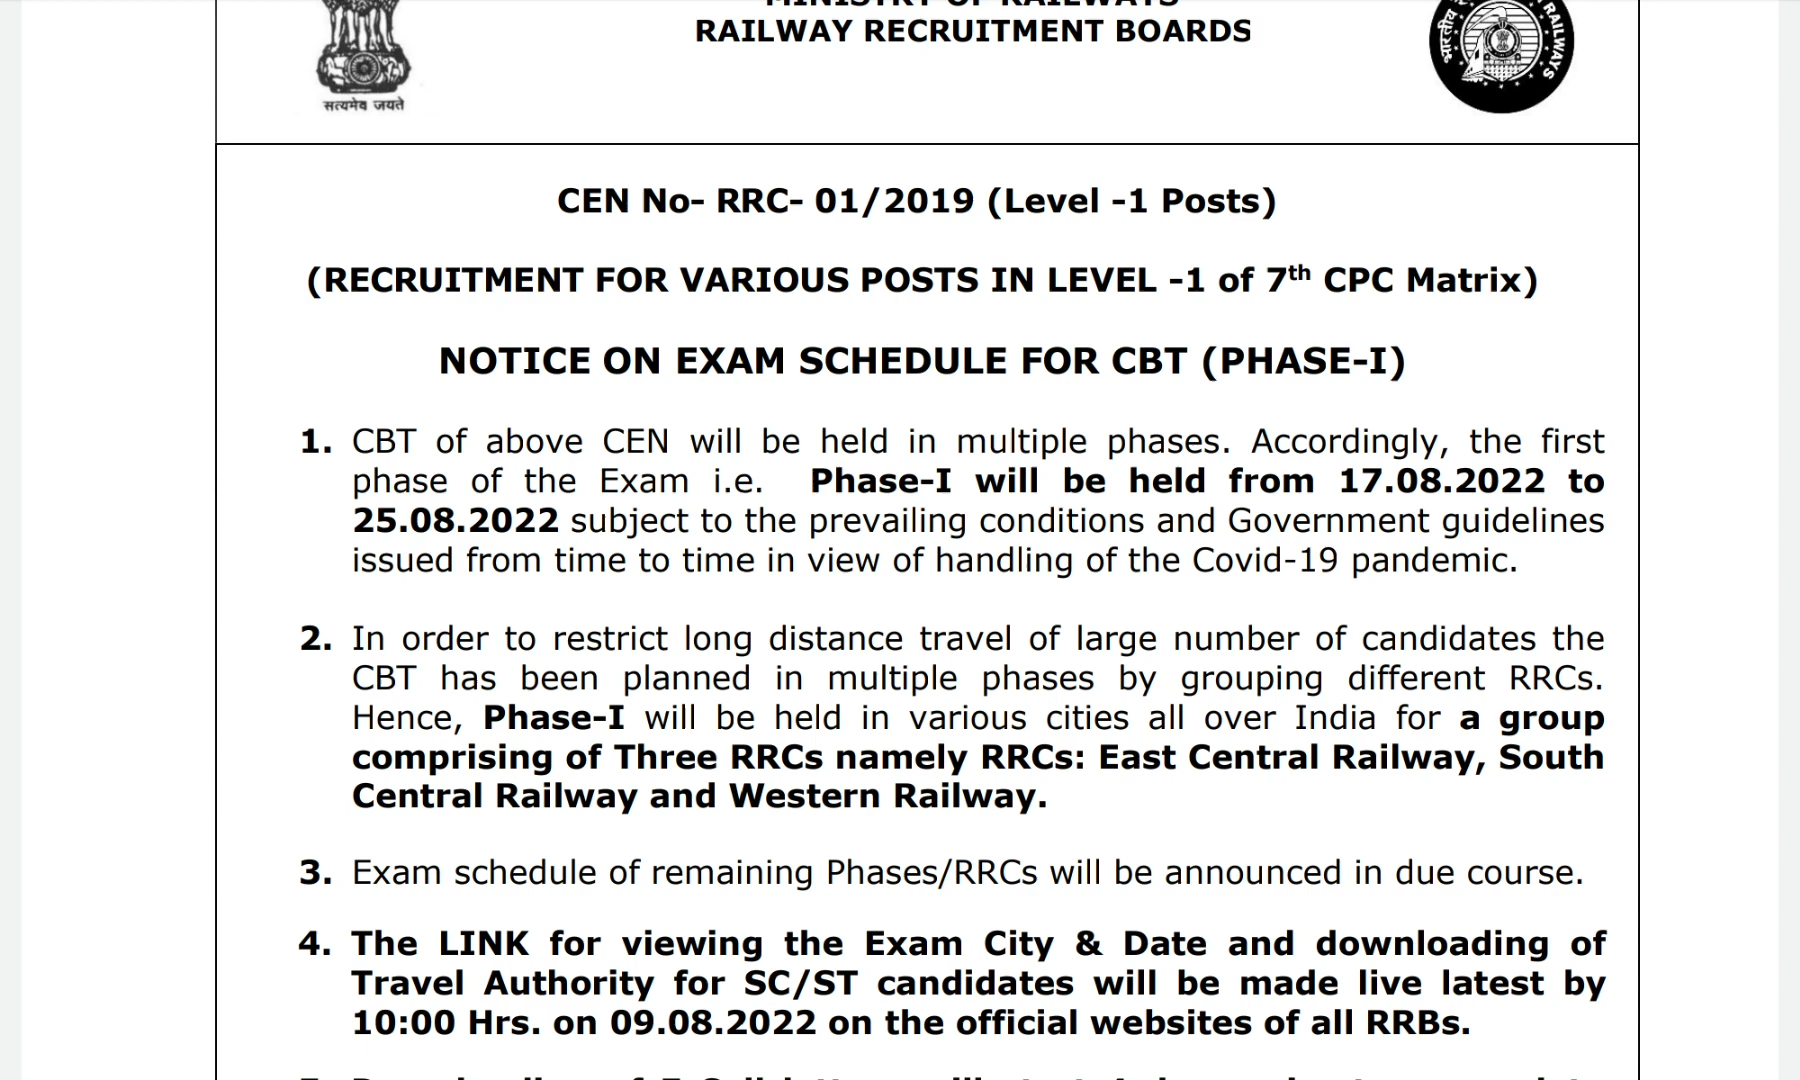 MINISTRY OF RAILWAYS
RAILWAY RECRUITMENT BOARDS
सत्यमेव जयते
भारतीय
RAILWAYS
CEN No- RRC- 01/2019 (Level -1 Posts)
(RECRUITMENT FOR VARIOUS POSTS IN LEVEL -1 of 7th CPC Matrix)
NOTICE ON EXAM SCHEDULE FOR CBT (PHASE-I)
1. CBT of above CEN will be held in multiple phases. Accordingly, the first
phase of the Exam i.e. Phase-I will be held from 17.08.2022 to
25.08.2022 subject to the prevailing conditions and Government guidelines
issued from time to time in view of handling of the Covid-19 pandemic.
2. In order to restrict long distance travel of large number of candidates the
CBT has been planned in multiple phases by grouping different RRCs.
Hence, Phase-I will be held in various cities all over India for a group
comprising of Three RRCs namely RRCs: East Central Railway, South
Central Railway and Western Railway.
3. Exam schedule of remaining Phases/RRCs will be announced in due course.
4. The LINK for viewing the Exam City & Date and downloading of
Travel Authority for SC/ST candidates will be made live latest by
10:00 Hrs. on 09.08.2022 on the official websites of all RRBs.